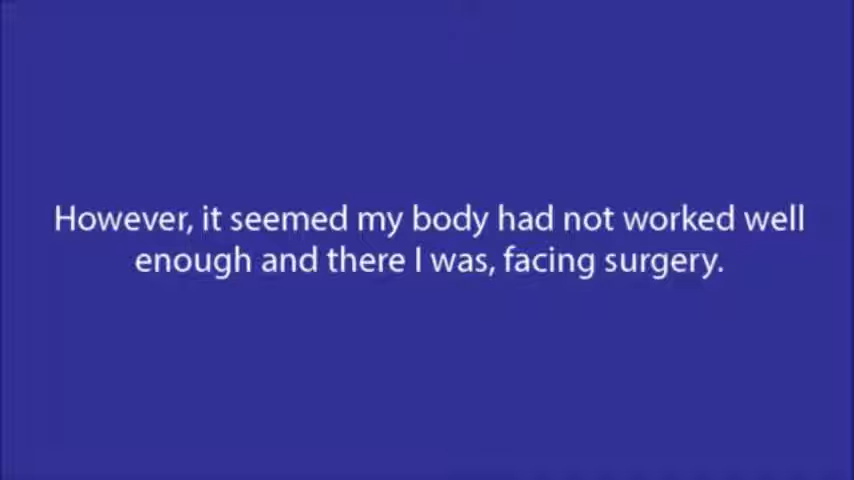 However, it seemed my body had not worked well
enough and there I was, facing surgery.